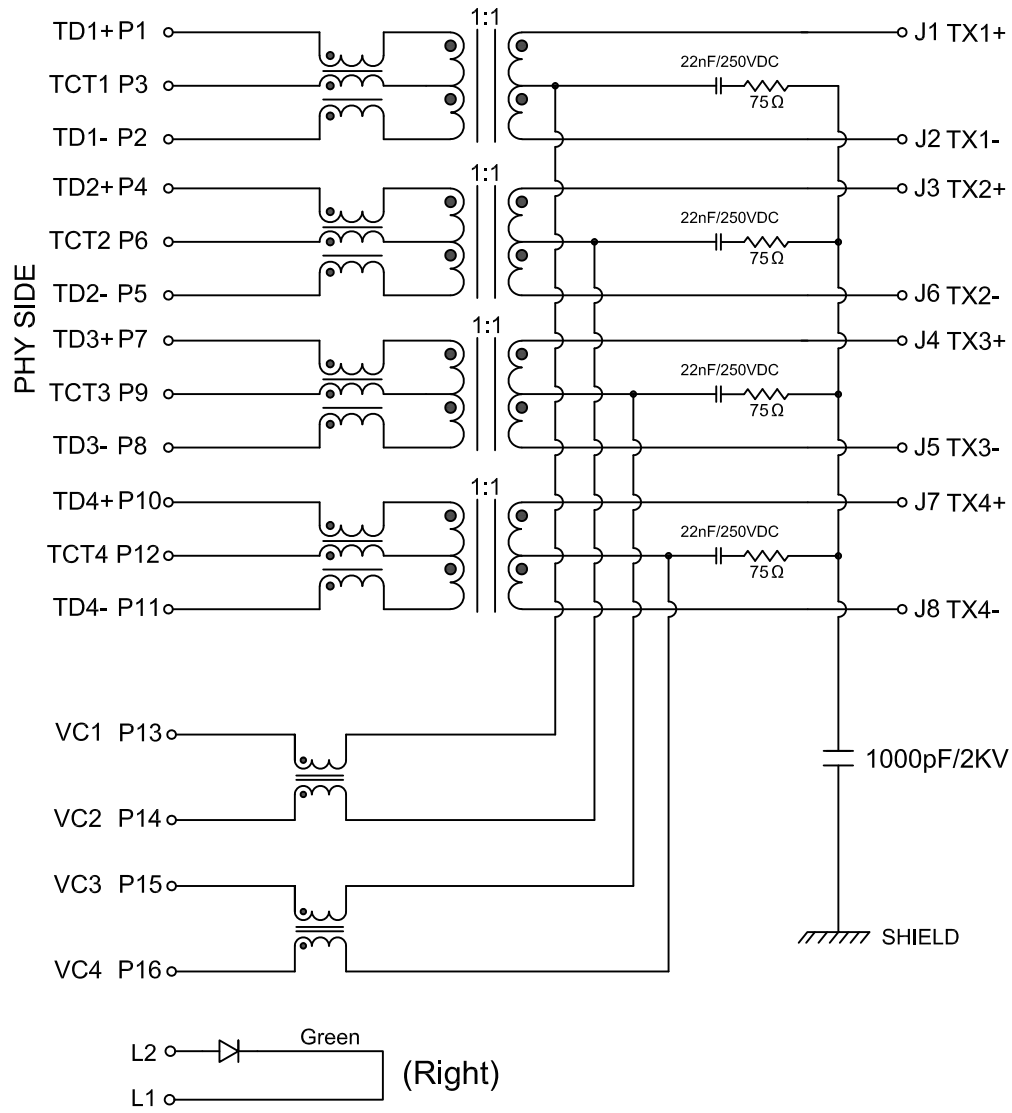 PHY SIDE
1:1
TD1+ P1
J1 TX1+
22nF/250VDC
TCT1 P3
75Ω
TD1- P2
J2 TX1-
1:1
TD2+ P4
J3 TX2+
22nF/250VDC
TCT2 P6
75Ω
TD2- P5
J6 TX2-
1:1
TD3+ P7
J4 TX3+
22nF/250VDC
TCT3 P9
75Ω
TD3- P8
J5 TX3-
1:1
TD4+ P10
J7 TX4+
22nF/250VDC
TCT4 P12
75Ω
TD4- P11
J8 TX4-
VC1 P13
1000pF/2KV
VC2 P14
VC3 P15
SHIELD
VC4 P16
Green
L2
(Right)
L1